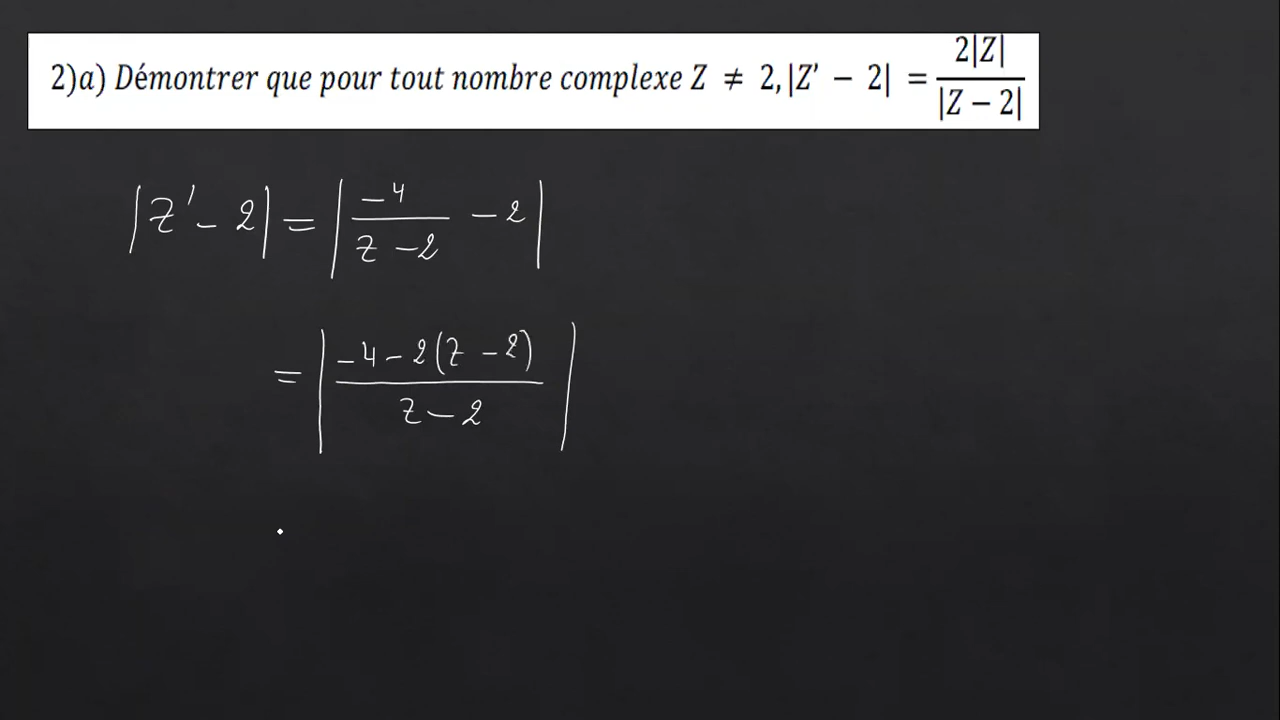 2)a) Démontrer que pour tout nombre complexe Z ≠ 2, |Z' − 2| = 2|Z| / |Z − 2|
|Z' − 2| = | −4 / (Z − 2) − 2 |
= | (−4 − 2(Z − 2)) / (Z − 2) |